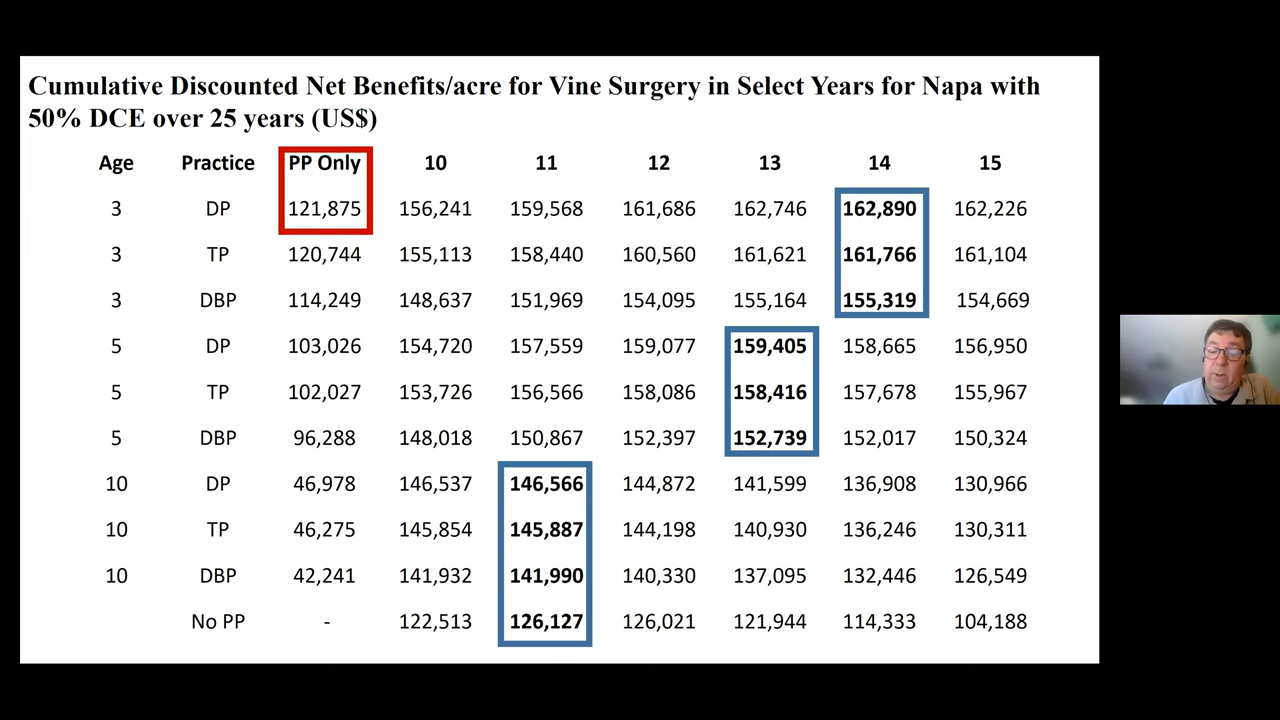 Cumulative Discounted Net Benefits/acre for Vine Surgery in Select Years for Napa with
50% DCE over 25 years (US$)
Age Practice PP Only 10 11 12 13 14 15
3 DP 121,875 156,241 159,568 161,686 162,746 162,890 162,226
3 TP 120,744 155,113 158,440 160,560 161,621 161,766 161,104
3 DBP 114,249 148,637 151,969 154,095 155,164 155,319 154,669
5 DP 103,026 154,720 157,559 159,077 159,405 158,665 156,950
5 TP 102,027 153,726 156,566 158,086 158,416 157,678 155,967
5 DBP 96,288 148,018 150,867 152,397 152,739 152,017 150,324
10 DP 46,978 146,537 146,566 144,872 141,599 136,908 130,966
10 TP 46,275 145,854 145,887 144,198 140,930 136,246 130,311
10 DBP 42,241 141,932 141,990 140,330 137,095 132,446 126,549
No PP - 122,513 126,127 126,021 121,944 114,333 104,188